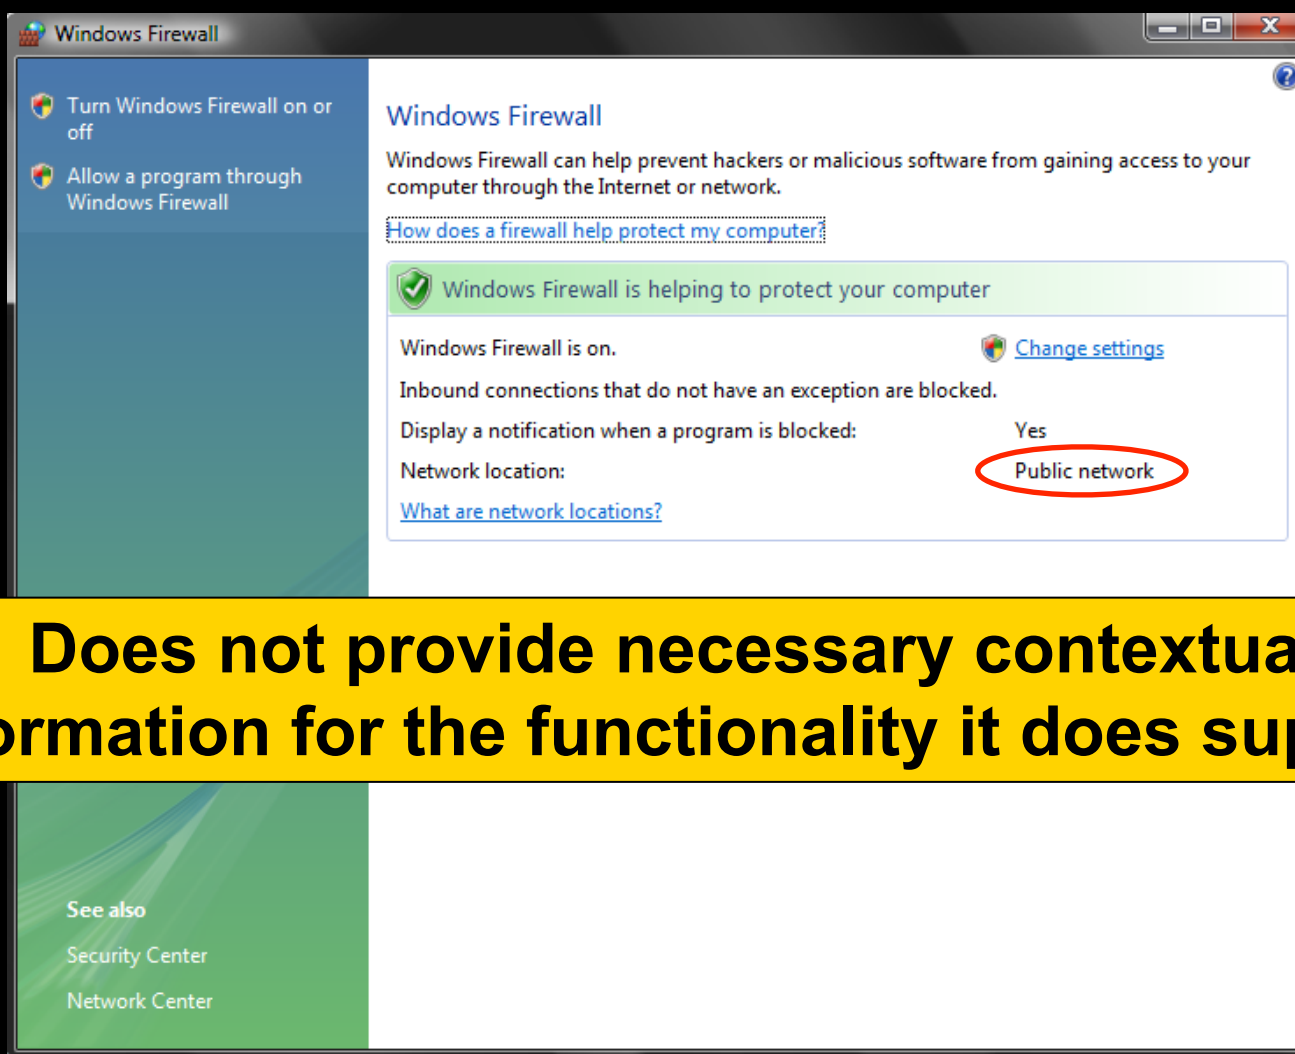 Windows Firewall
Turn Windows Firewall on or
off
Allow a program through
Windows Firewall
Windows Firewall
Windows Firewall can help prevent hackers or malicious software from gaining access to your
computer through the Internet or network.
How does a firewall help protect my computer?
Windows Firewall is helping to protect your computer
Windows Firewall is on.
Change settings
Inbound connections that do not have an exception are blocked.
Display a notification when a program is blocked:
Yes
Network location:
Public network
What are network locations?
Does not provide necessary contextua
ormation for the functionality it does sup
See also
Security Center
Network Center